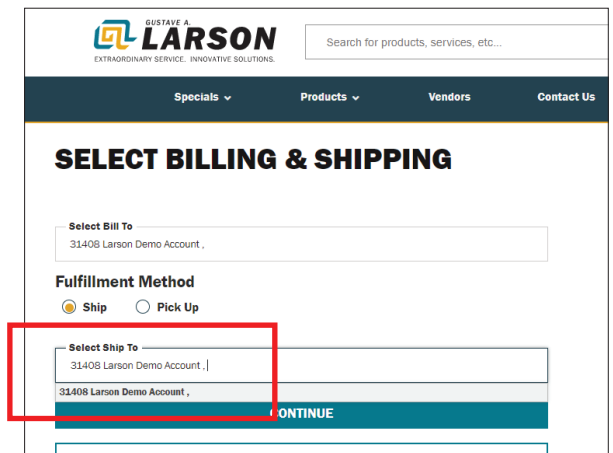 GUSTAVE A.
LARSON
EXTRAORDINARY SERVICE. INNOVATIVE SOLUTIONS.
Search for products, services, etc...
Specials Products Vendors Contact Us
SELECT BILLING & SHIPPING
Select Bill To
31408 Larson Demo Account ,
Fulfillment Method
Ship Pick Up
Select Ship To
31408 Larson Demo Account ,
31408 Larson Demo Account ,
CONTINUE